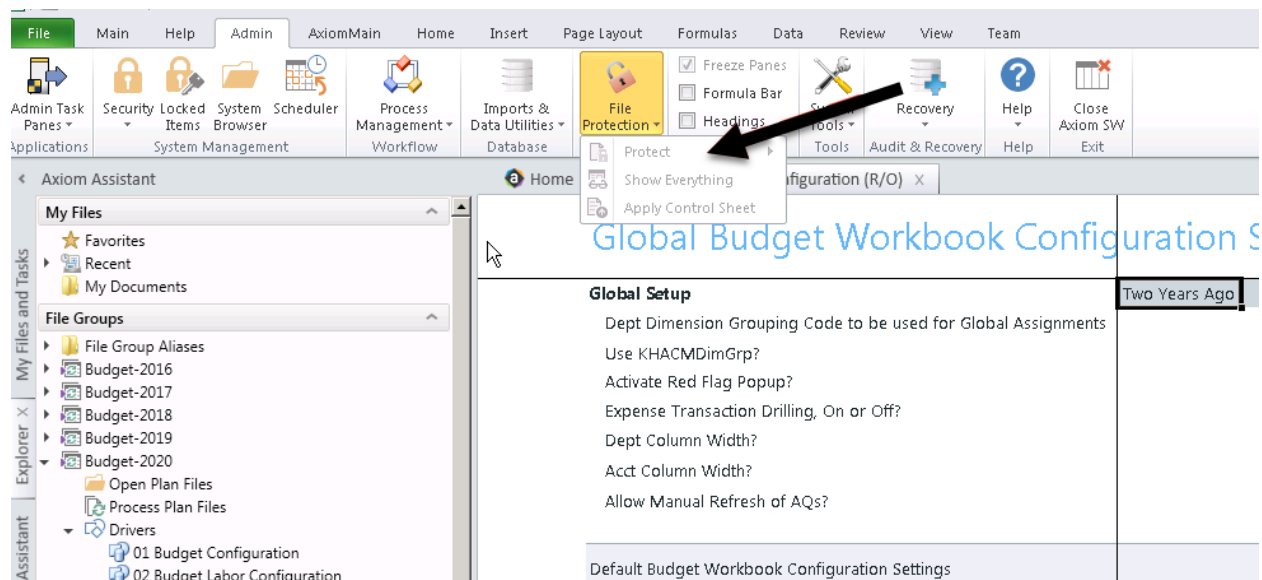 File Main Help Admin AxiomMain Home Insert Page Layout Formulas Data Review View Team
Freeze Panes
Formula Bar
Headings
Admin Task Panes
Security
Locked Items
System Browser
Scheduler
Process Management
Imports & Data Utilities
File Protection
Tools
Recovery
Help
Close Axiom SW
Applications System Management Workflow Database Tools Audit & Recovery Help Exit
Protect
Show Everything
Apply Control Sheet
Axiom Assistant
Home
figuration (R/O)
My Files
Favorites
Recent
My Documents
File Groups
File Group Aliases
Budget-2016
Budget-2017
Budget-2018
Budget-2019
Budget-2020
Open Plan Files
Process Plan Files
Drivers
01 Budget Configuration
02 Budget Labor Configuration
My Files and Tasks
Explorer
Assistant
Global Budget Workbook Configuration S
Global Setup
Two Years Ago
Dept Dimension Grouping Code to be used for Global Assignments
Use KHACMDimGrp?
Activate Red Flag Popup?
Expense Transaction Drilling, On or Off?
Dept Column Width?
Acct Column Width?
Allow Manual Refresh of AQs?
Default Budget Workbook Configuration Settings